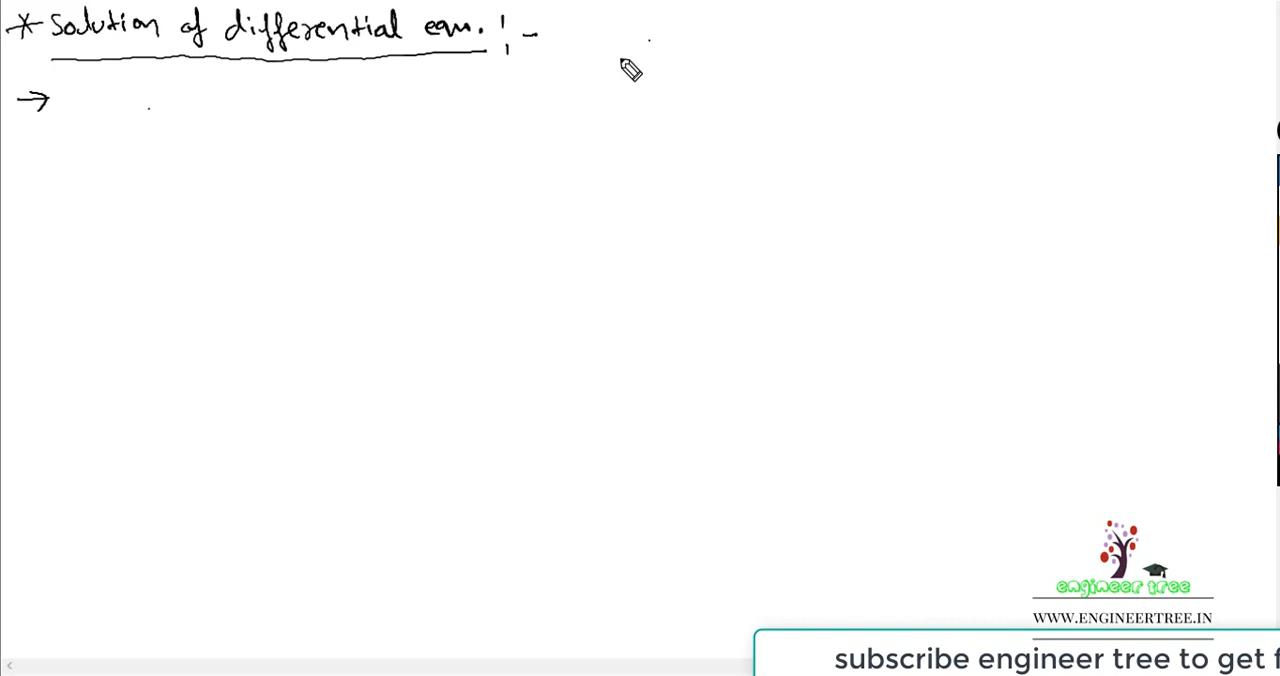 * Solution of differential eqn. :-
→
engineer tree
WWW.ENGINEERTREE.IN
subscribe engineer tree to get f